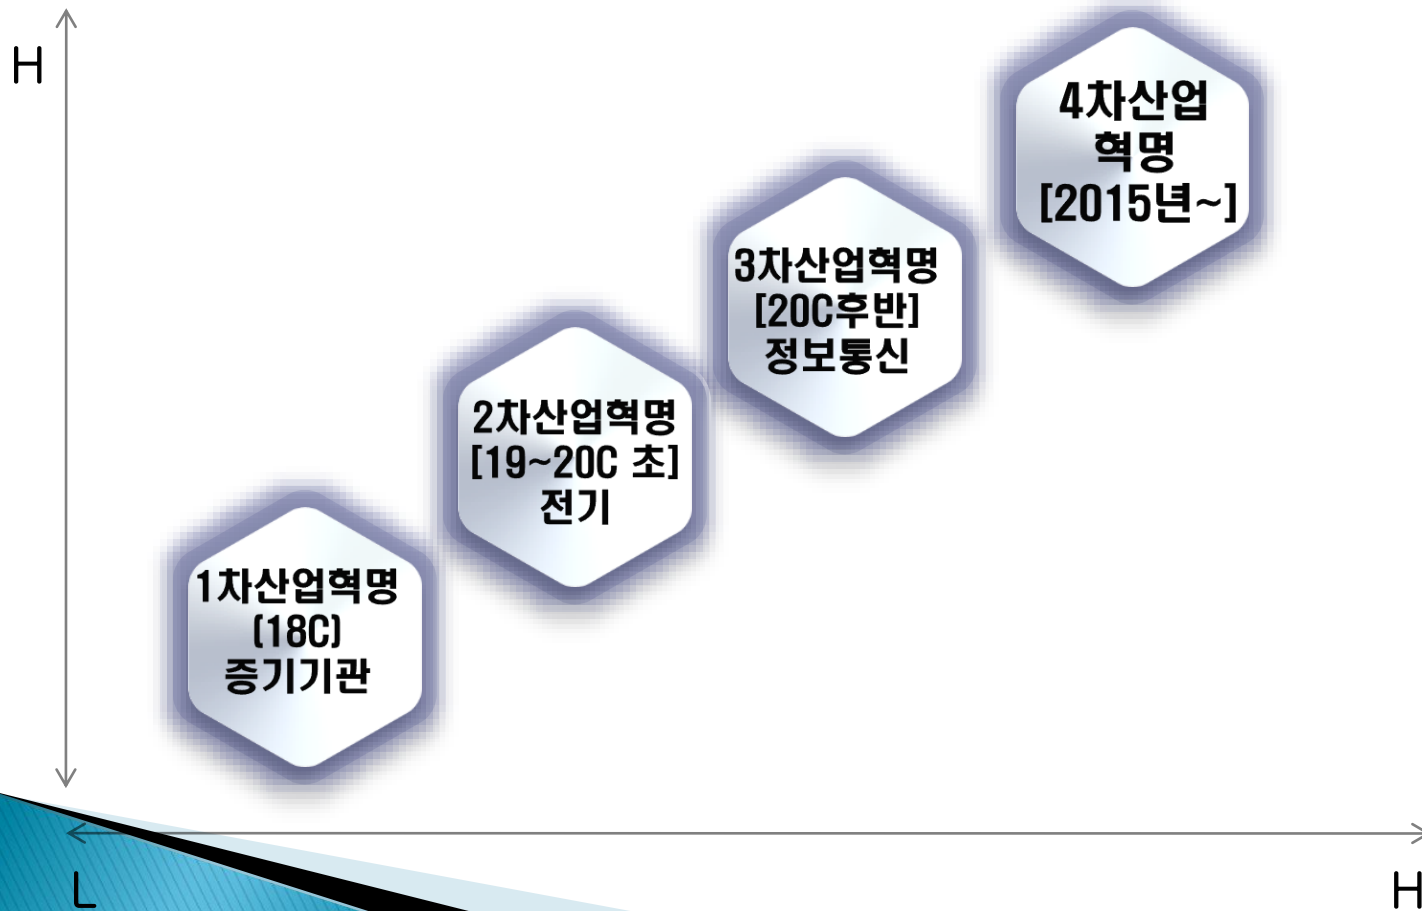 H
4차산업
혁명
[2015년~]
3차산업혁명
[20C후반]
정보통신
2차산업혁명
[19~20C 초]
전기
1차산업혁명
(18C)
증기기관
L
H